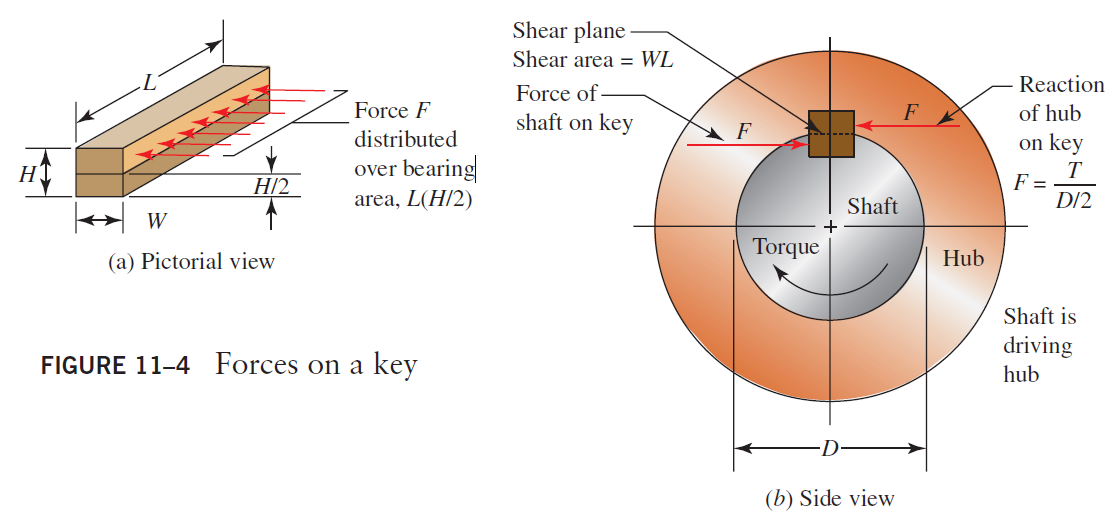 L
H
W
H/2
Force F
distributed
over bearing
area, L(H/2)
(a) Pictorial view
FIGURE 11–4 Forces on a key
Shear plane
Shear area = WL
Force of
shaft on key
F
F
Reaction
of hub
on key
F = T
D/2
Shaft
Torque
Hub
Shaft is
driving
hub
D
(b) Side view